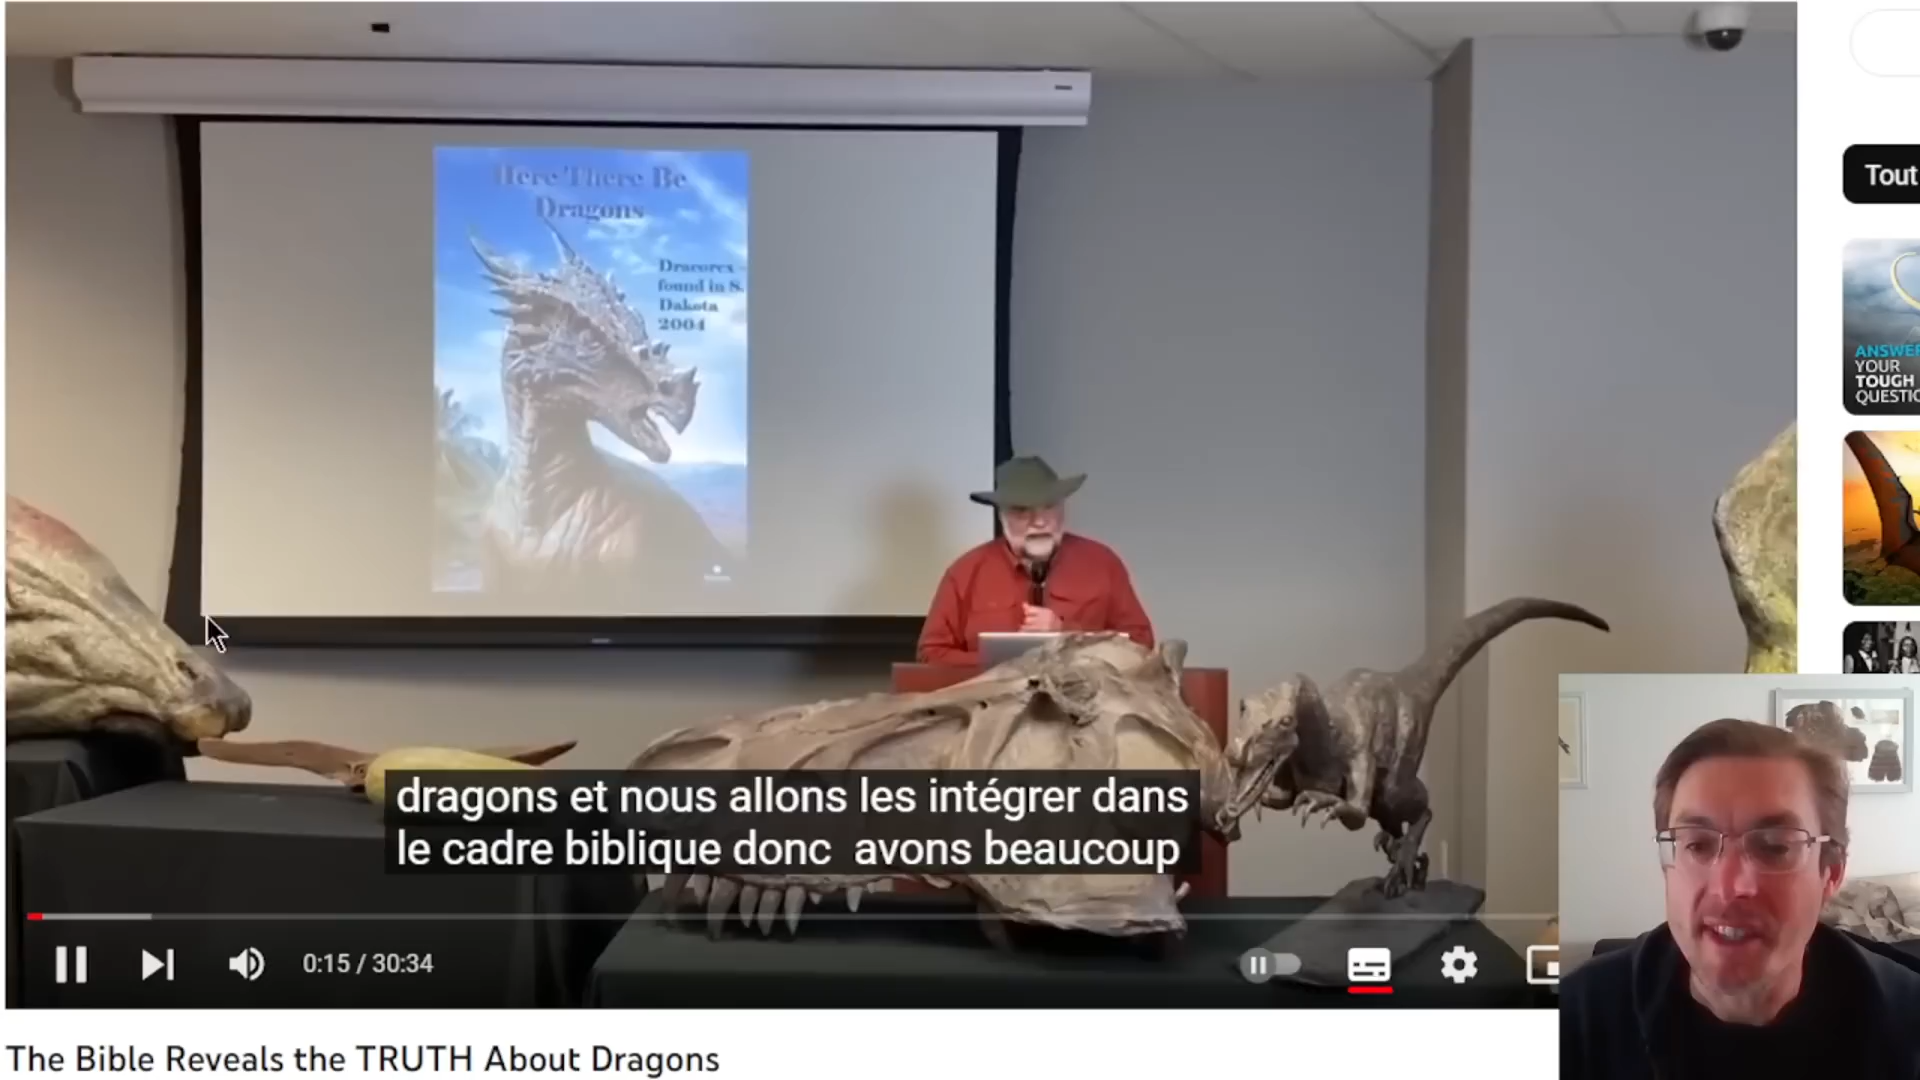 Here There Be
Dragons
Dracorex -
found in S.
Dakota
2004
dragons et nous allons les intégrer dans
le cadre biblique donc avons beaucoup
0:15 / 30:34
The Bible Reveals the TRUTH About Dragons
Tout
ANSWER
YOUR
TOUGH
QUESTIO